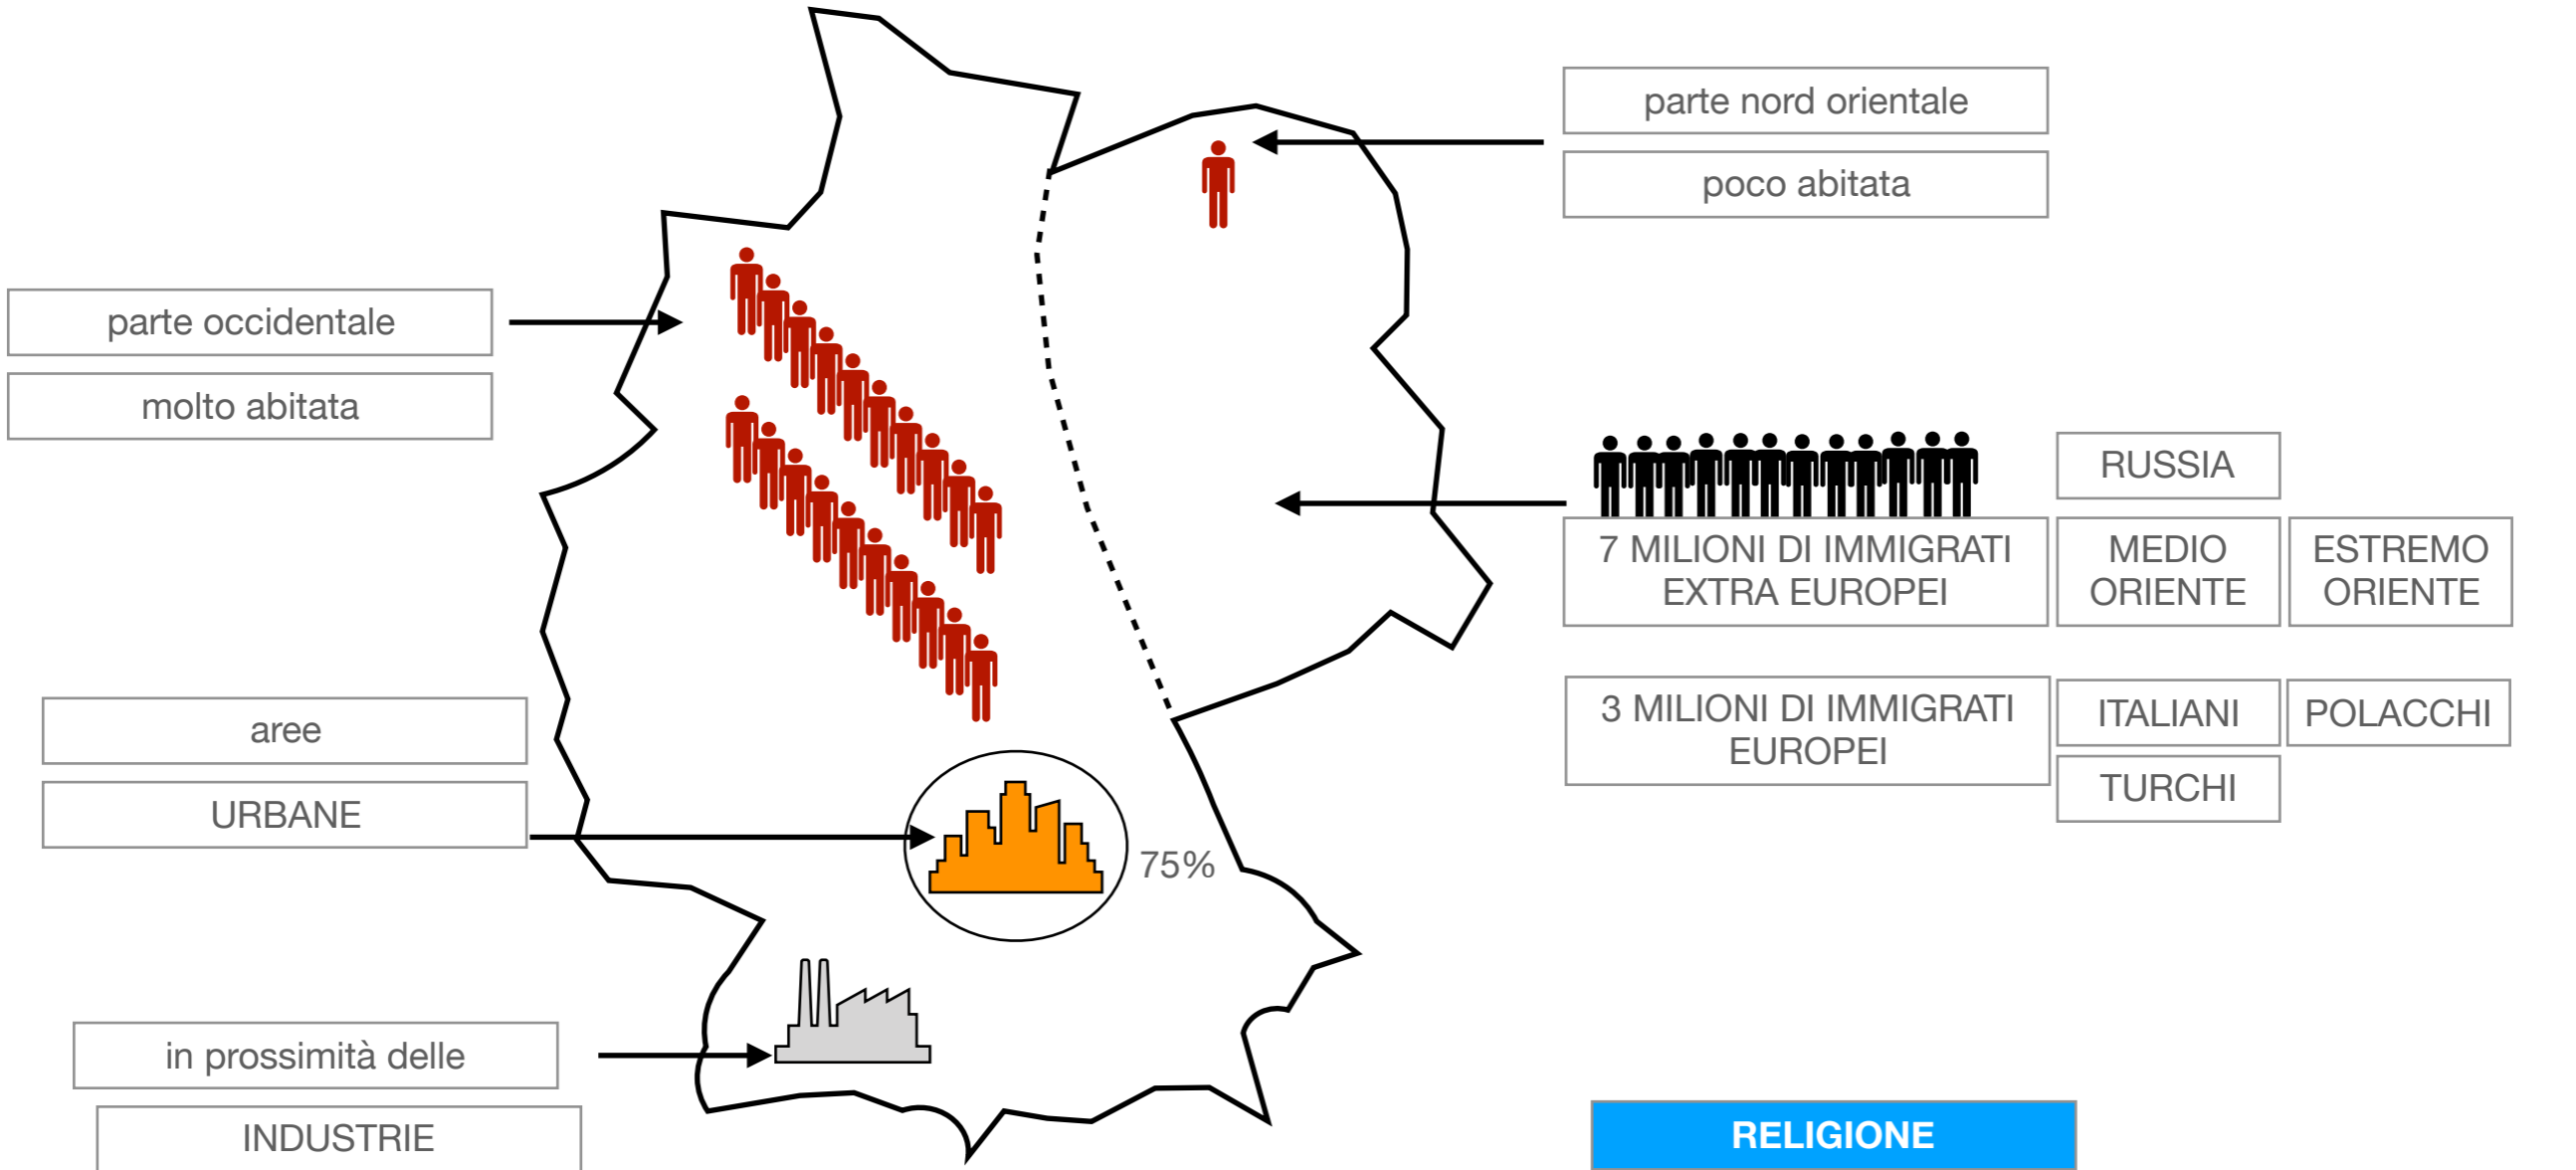 parte nord orientale
poco abitata
parte occidentale
molto abitata
RUSSIA
7 MILIONI DI IMMIGRATI
EXTRA EUROPEI
MEDIO
ORIENTE
ESTREMO
ORIENTE
3 MILIONI DI IMMIGRATI
EUROPEI
ITALIANI
POLACCHI
TURCHI
aree
URBANE
75%
in prossimità delle
INDUSTRIE
RELIGIONE